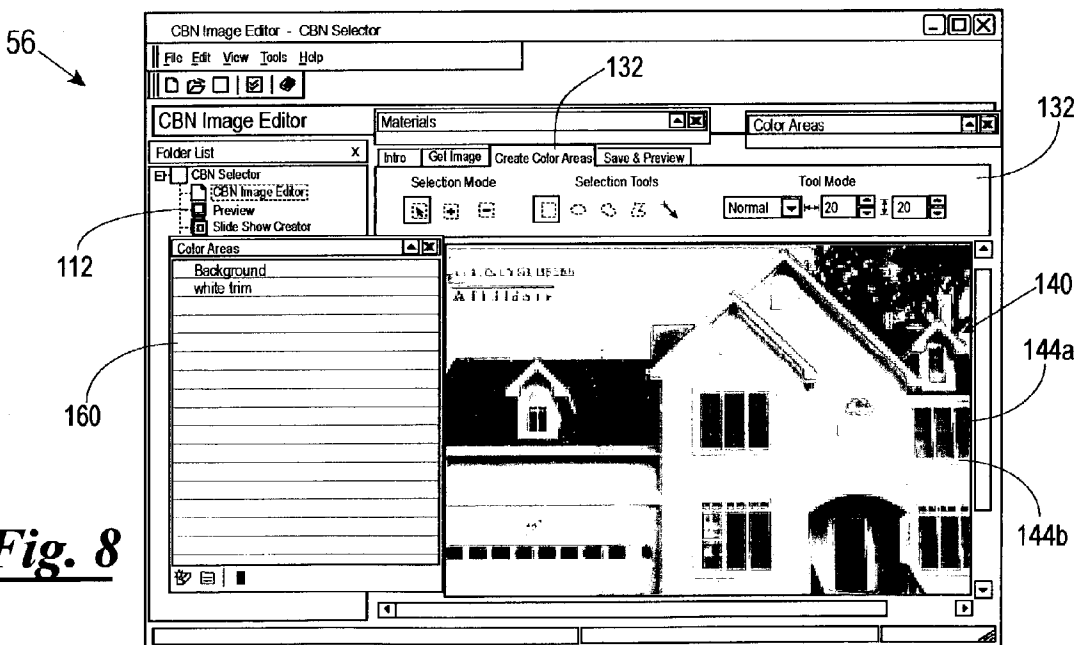 CBN Image Editor - CBN Selector
56
File Edit View Tools Help
132
CBN Image Editor
Materials
Color Areas
132
Folder List X
Intro Get Image Create Color Areas Save & Preview
CBN Selector
CBN Image Editor
Preview
Slide Show Creator
Selection Mode Selection Tools Tool Mode
Normal 20 20
112
Color Areas
Background
white trim
140
144a
160
144b
Fig. 8